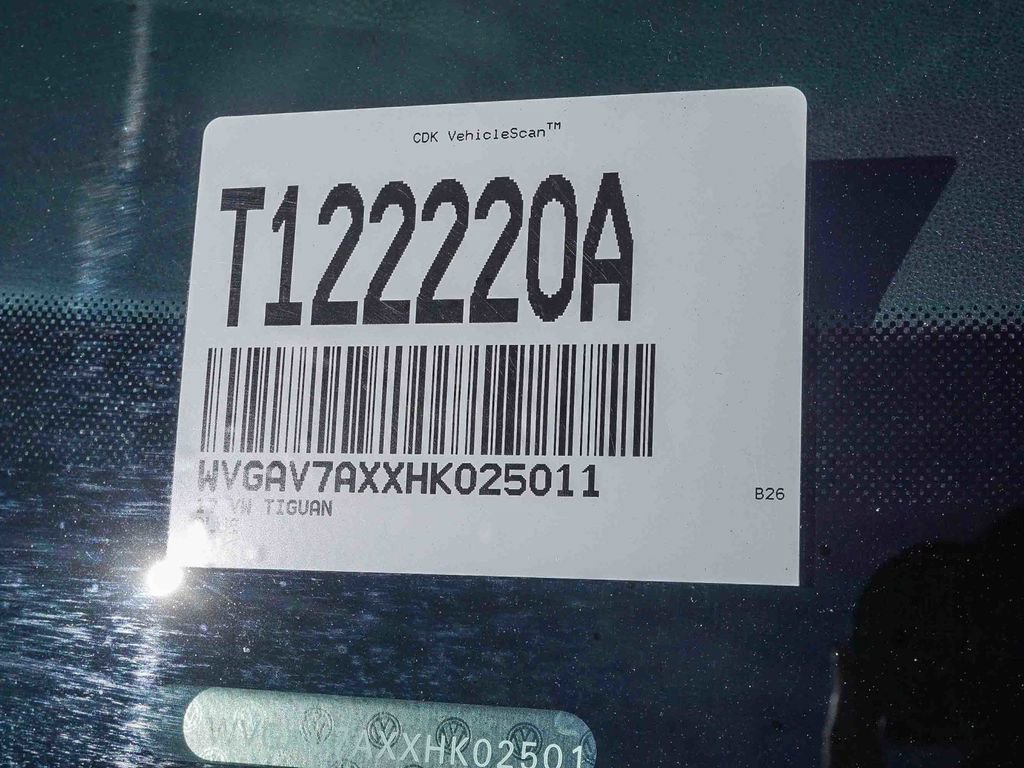 CDK VehicleScan™
T122220A
WVGAV7AXXHK025011
17 VW TIGUAN
B26